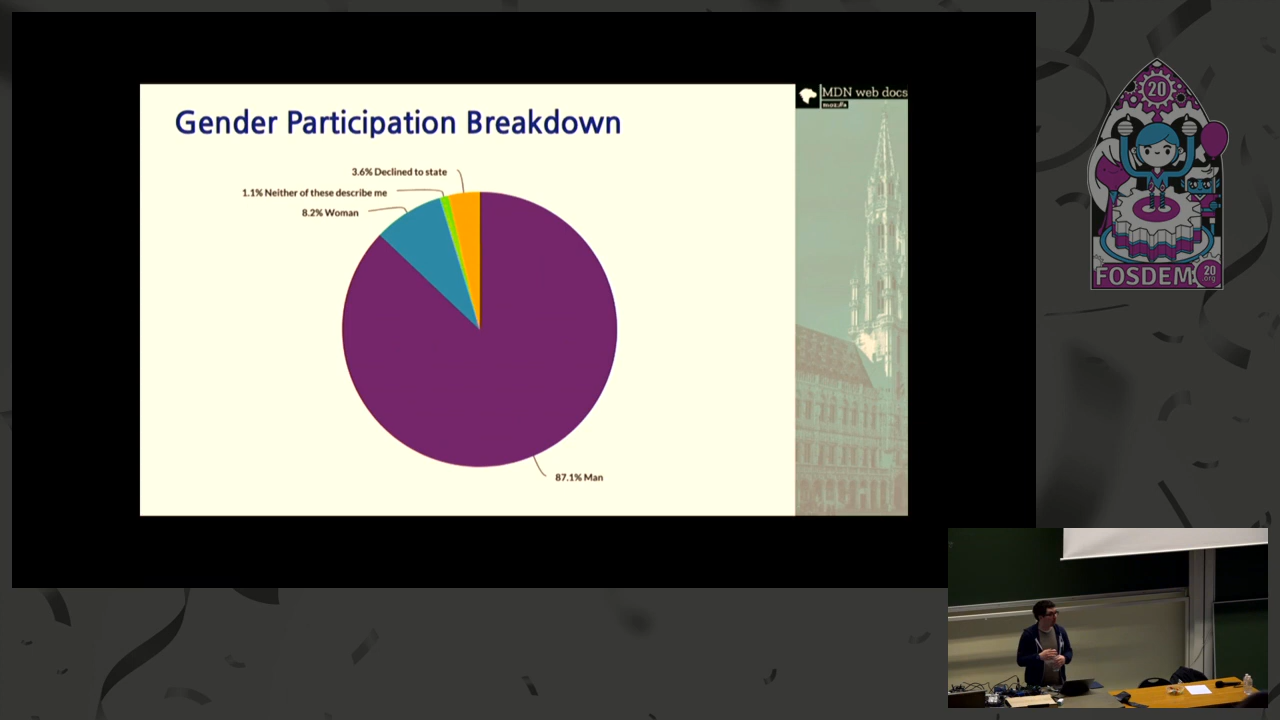 Gender Participation Breakdown
3.6% Declined to state
1.1% Neither of these describe me
8.2% Woman
87.1% Man
MDN web docs
moz://a
20
FOSDEM
20
.org